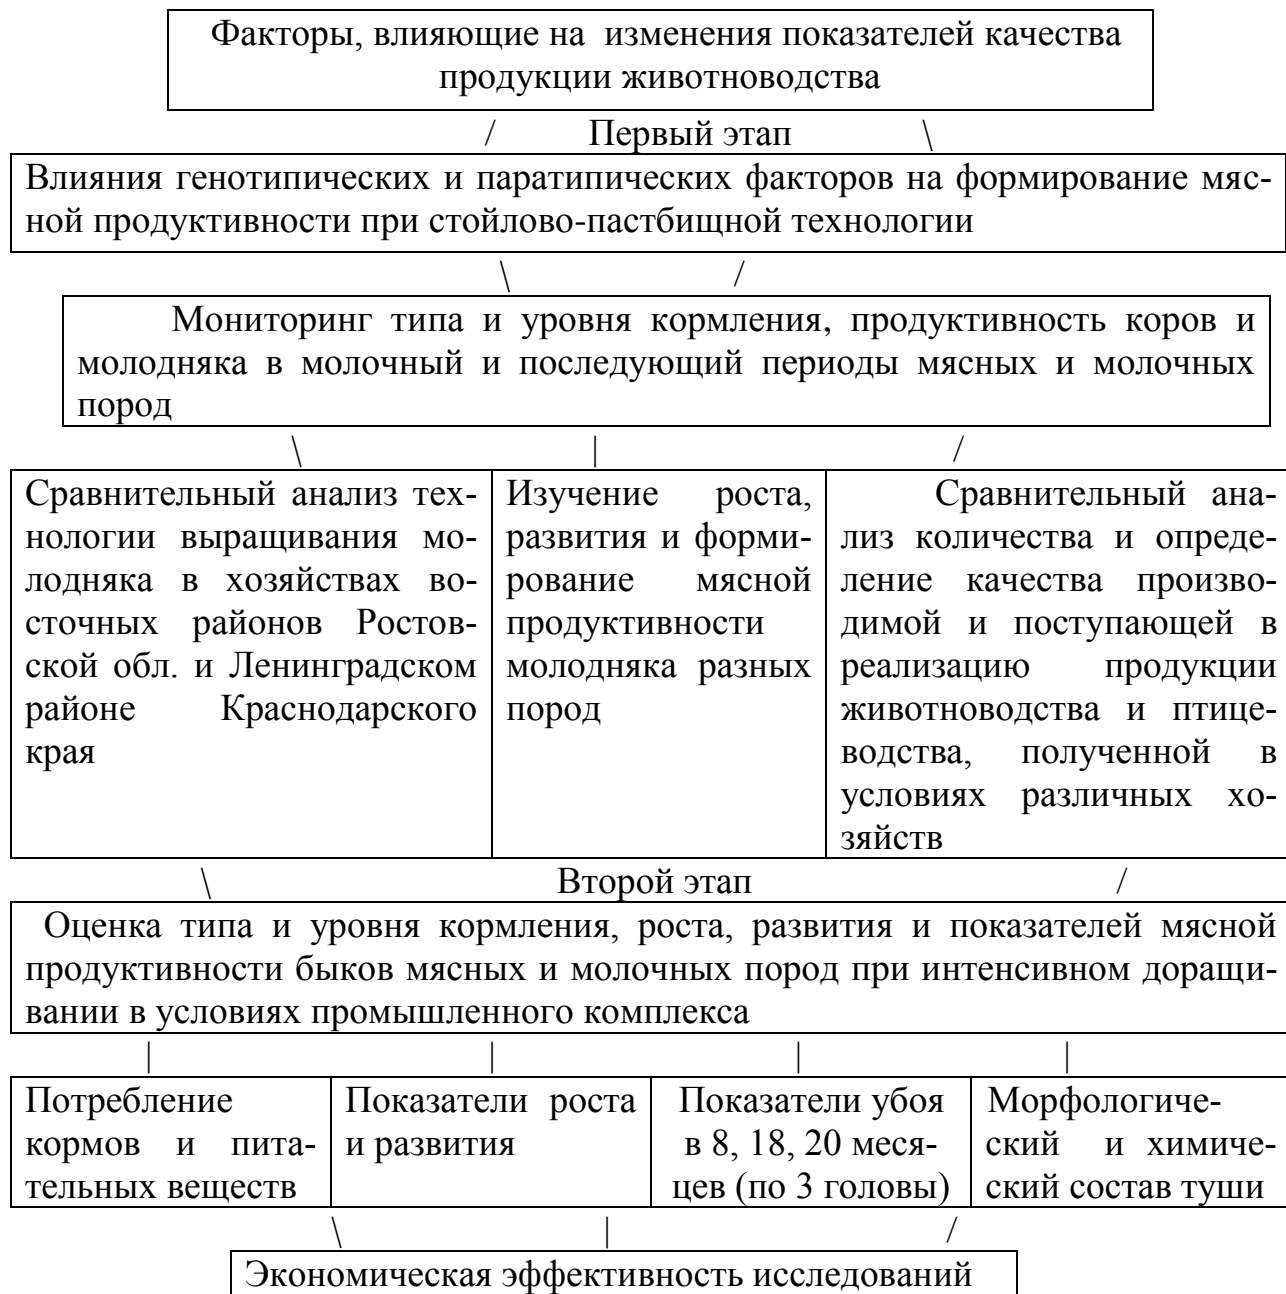 Факторы, влияющие на изменения показателей качества
продукции животноводства
/ Первый этап \
Влияния генотипических и паратипических факторов на формирование мяс-
ной продуктивности при стойлово-пастбищной технологии
\ /
Мониторинг типа и уровня кормления, продуктивность коров и
молодняка в молочный и последующий периоды мясных и молочных
пород
\ | /
Сравнительный анализ тех-
нологии выращивания мо-
лодняка в хозяйствах во-
сточных районов Ростов-
ской обл. и Ленинградском
районе Краснодарского
края
Изучение роста,
развития и форми-
рование мясной
продуктивности
молодняка разных
пород
Сравнительный ана-
лиз количества и опреде-
ление качества произво-
димой и поступающей в
реализацию продукции
животноводства и птице-
водства, полученной в
условиях различных хо-
зяйств
\ Второй этап /
Оценка типа и уровня кормления, роста, развития и показателей мясной
продуктивности быков мясных и молочных пород при интенсивном доращи-
вании в условиях промышленного комплекса
| | | |
Потребление
кормов и пита-
тельных веществ
Показатели роста
и развития
Показатели убоя
в 8, 18, 20 меся-
цев (по 3 головы)
Морфологиче-
ский и химиче-
ский состав туши
\ | /
Экономическая эффективность исследований